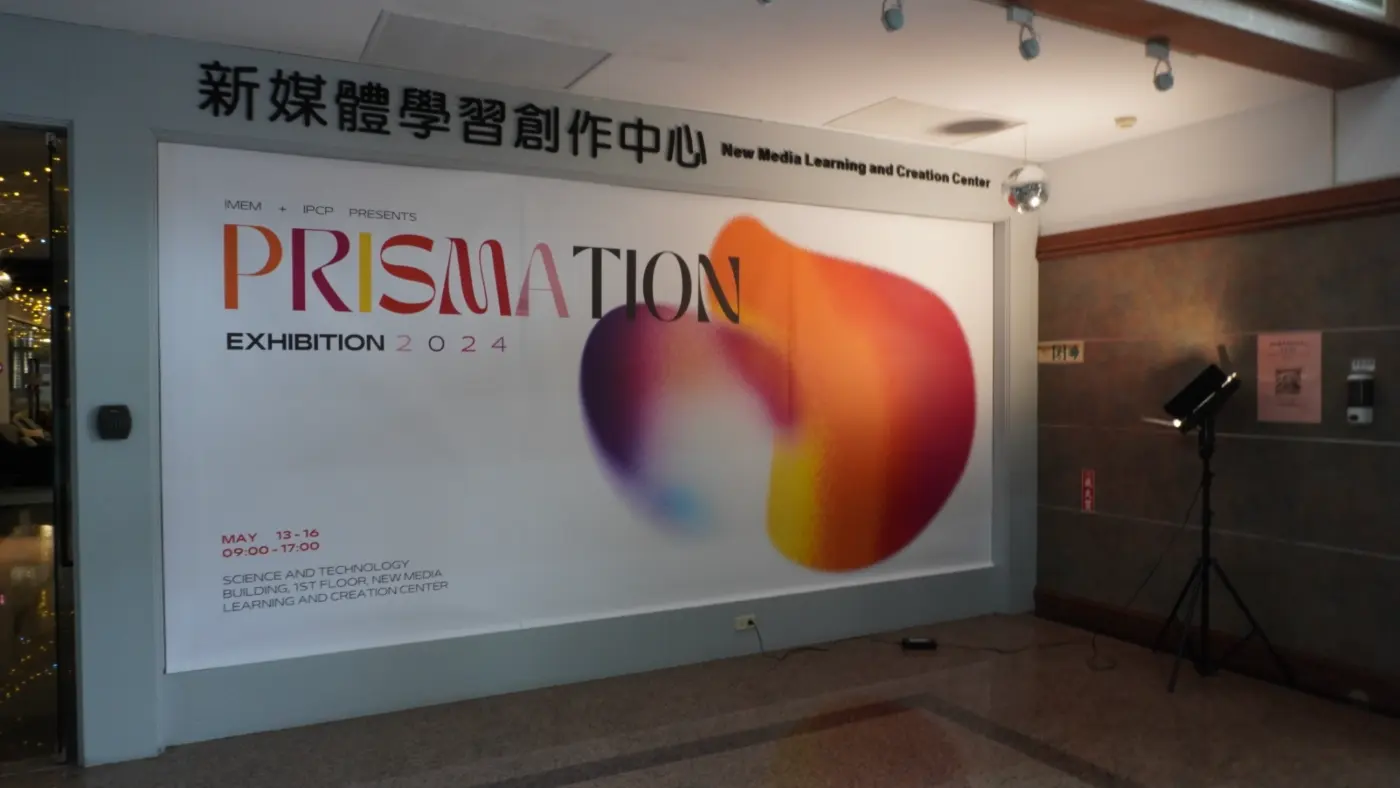 新媒體學習創作中心
New Media Learning and Creation Center
IMEM + IPCP PRESENTS
PRISMATION
EXHIBITION 2024
MAY 13-16
09:00-17:00
SCIENCE AND TECHNOLOGY
BUILDING, 1ST FLOOR, NEW MEDIA
LEARNING AND CREATION CENTER